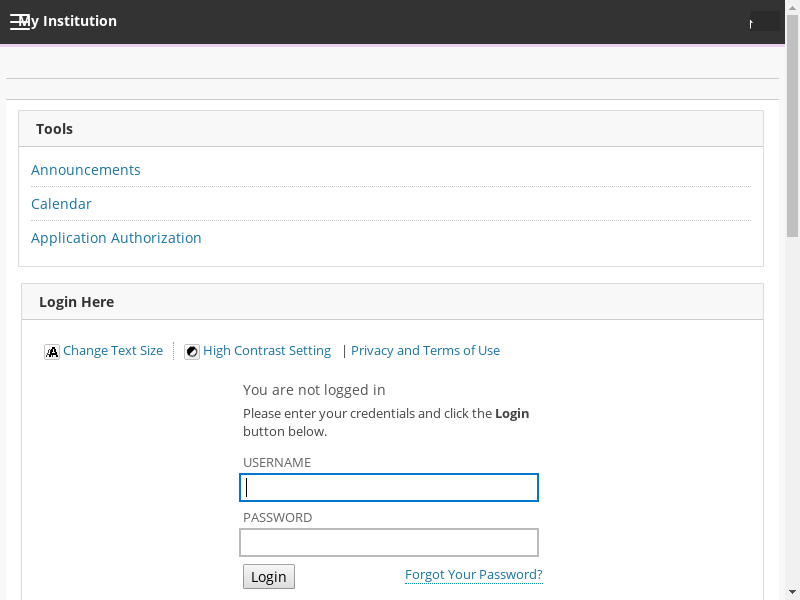 My Institution
Tools
Announcements
Calendar
Application Authorization
Login Here
Change Text Size
High Contrast Setting
| Privacy and Terms of Use
You are not logged in
Please enter your credentials and click the Login
button below.
USERNAME
PASSWORD
Login
Forgot Your Password?